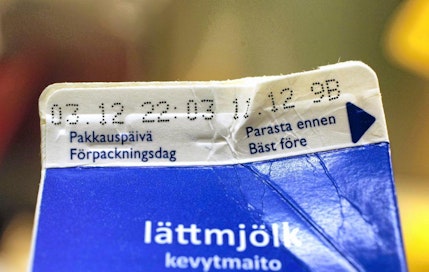 03.12 22:03 11.12 9B
Pakkauspäivä Parasta ennen
Förpackningsdag Bäst före
lättmjölk
kevytmaito